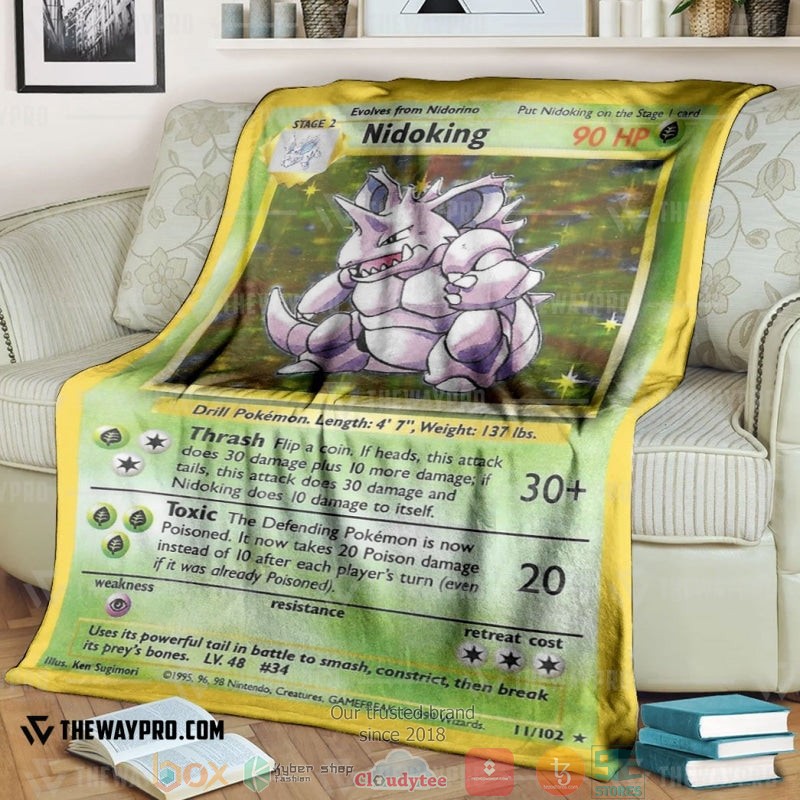 Evolves from Nidorino
Put Nidoking on the Stage 1 card
STAGE 2
Nidoking
90 HP
Drill Pokémon. Length: 4' 7", Weight: 137 lbs.
Thrash Flip a coin. If heads, this attack
does 30 damage plus 10 more damage; if
tails, this attack does 30 damage and
Nidoking does 10 damage to itself.
30+
Toxic The Defending Pokémon is now
Poisoned. It now takes 20 Poison damage
instead of 10 after each player's turn (even
if it was already Poisoned).
20
weakness
resistance
retreat cost
Uses its powerful tail in battle to smash, constrict, then break
its prey's bones. LV. 48 #34
Illus. Ken Sugimori
©1995, 96, 98 Nintendo, Creatures, GAMEFREAK
Wizards.
11/102
THEWAYPRO.COM
Our trusted brand
since 2018
box
Kyber shop
fashion
Cloudytee
STORES